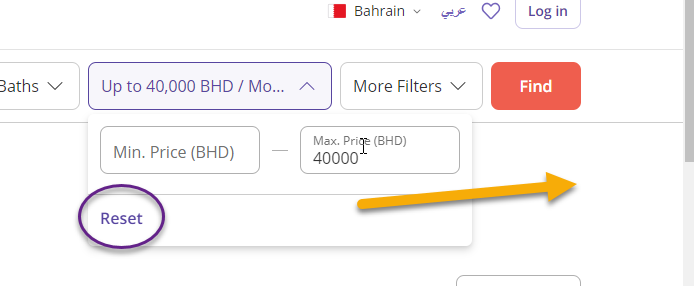 Bahrain عربي Log in
Baths Up to 40,000 BHD / Mo... More Filters Find
Min. Price (BHD) — Max. Price (BHD)
40000
Reset